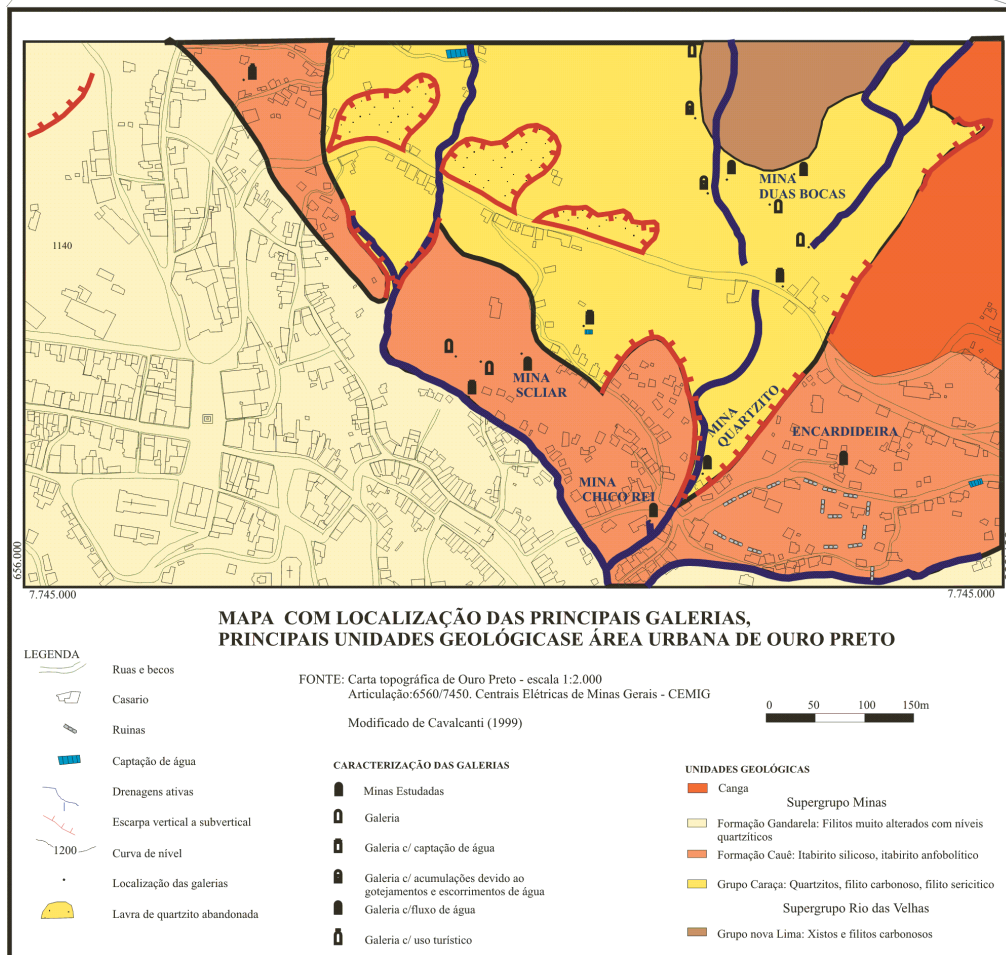 1140
MINA
DUAS BOCAS
MINA
SCLIAR
MINA
QUARTZITO
ENCARDIDEIRA
MINA
CHICO REI
656.000
7.745.000
7.745.000
MAPA COM LOCALIZAÇÃO DAS PRINCIPAIS GALERIAS,
PRINCIPAIS UNIDADES GEOLÓGICASE ÁREA URBANA DE OURO PRETO
LEGENDA
Ruas e becos
Casario
Ruinas
Captação de água
Drenagens ativas
Escarpa vertical a subvertical
1200
Curva de nível
Localização das galerias
Lavra de quartzito abandonada
FONTE: Carta topográfica de Ouro Preto - escala 1:2.000
Articulação:6560/7450. Centrais Elétricas de Minas Gerais - CEMIG
Modificado de Cavalcanti (1999)
0 50 100 150m
CARACTERIZAÇÃO DAS GALERIAS
Minas Estudadas
Galeria
Galeria c/ captação de água
Galeria c/ acumulações devido ao
gotejamentos e escorrimentos de água
Galeria c/fluxo de água
Galeria c/ uso turístico
UNIDADES GEOLÓGICAS
Canga
Supergrupo Minas
Formação Gandarela: Filitos muito alterados com níveis
quartzíticos
Formação Cauê: Itabirito silicoso, itabirito anfobolítico
Grupo Caraça: Quartzitos, filito carbonoso, filito sericitico
Supergrupo Rio das Velhas
Grupo nova Lima: Xistos e filitos carbonosos